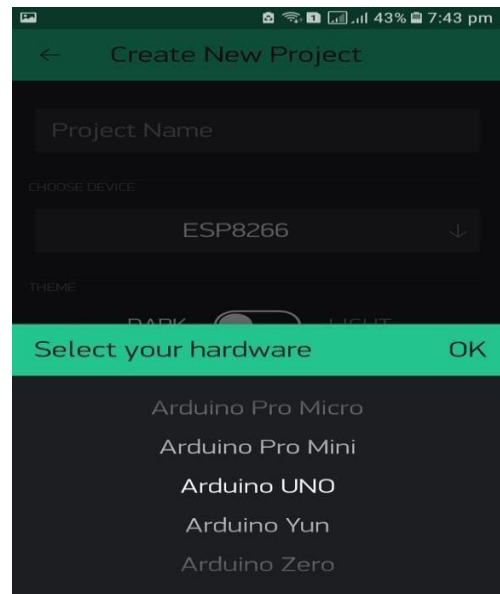 43% 7:43 pm
Create New Project
Project Name
CHOOSE DEVICE
ESP8266
THEME
DARK LIGHT
Select your hardware OK
Arduino Pro Micro
Arduino Pro Mini
Arduino UNO
Arduino Yun
Arduino Zero